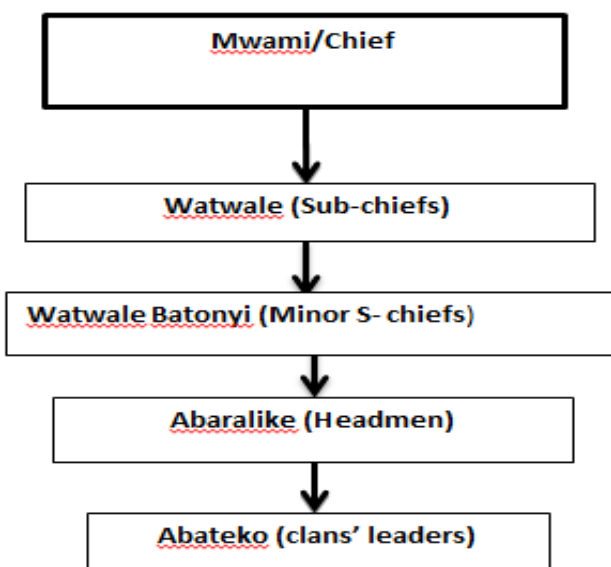 Mwami/Chief
Watwale (Sub-chiefs)
Watwale Batonyi (Minor S- chiefs)
Abaralike (Headmen)
Abateko (clans’ leaders)